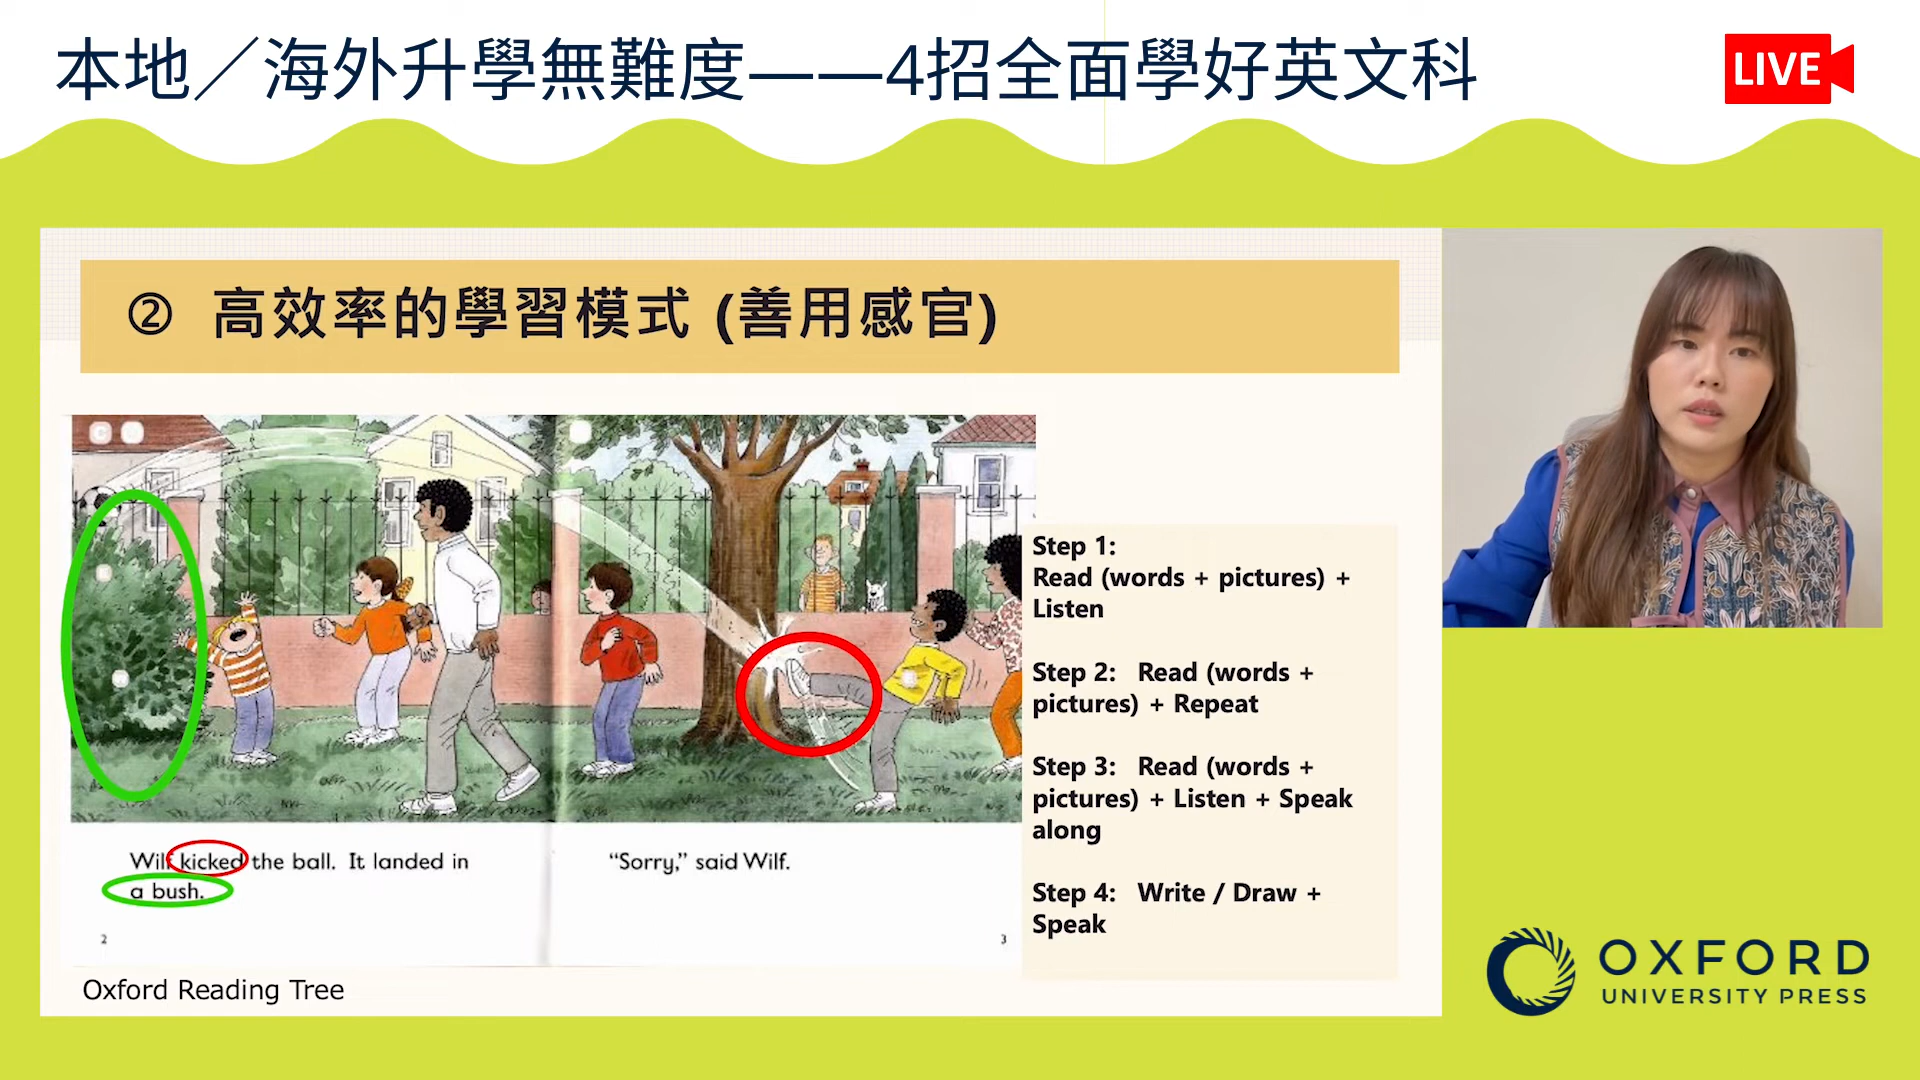 本地／海外升學無難度——4招全面學好英文科
LIVE
② 高效率的學習模式 (善用感官)
Wilf kicked the ball. It landed in
a bush.
2
“Sorry,” said Wilf.
3
Oxford Reading Tree
Step 1:
Read (words + pictures) +
Listen
Step 2: Read (words +
pictures) + Repeat
Step 3: Read (words +
pictures) + Listen + Speak
along
Step 4: Write / Draw +
Speak
OXFORD
UNIVERSITY PRESS